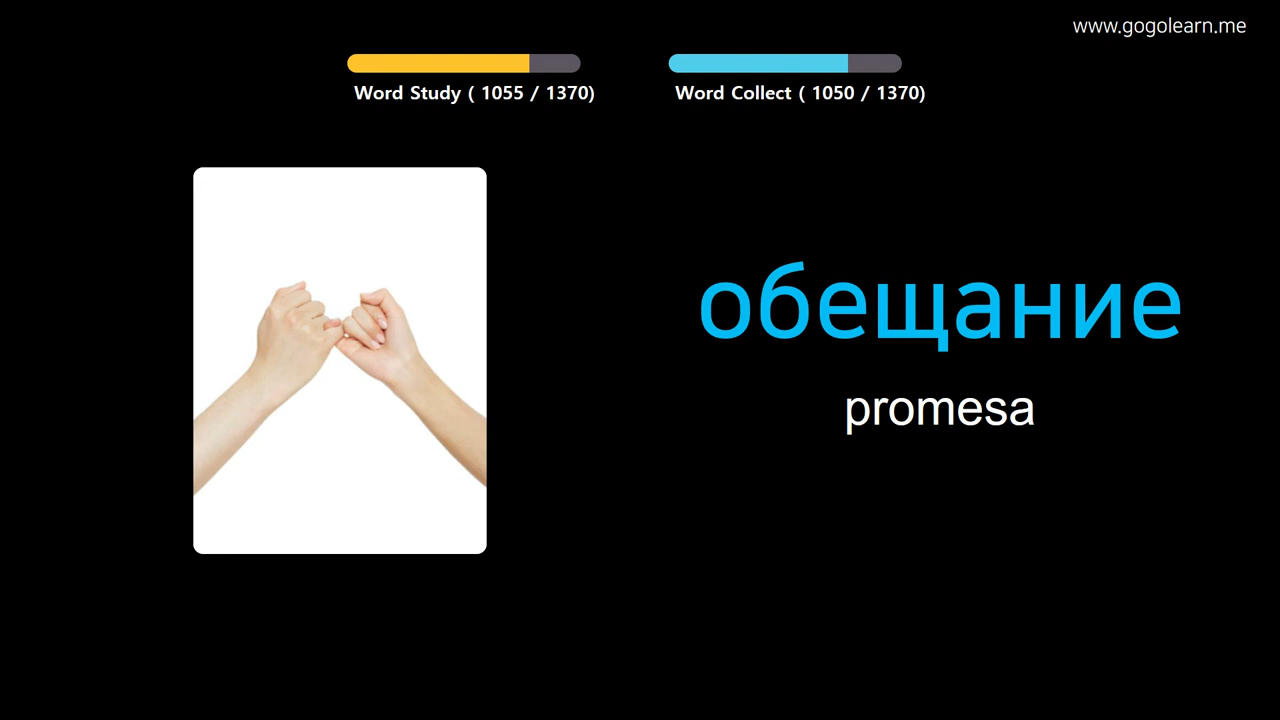 www.gogolearn.me
Word Study ( 1055 / 1370)
Word Collect ( 1050 / 1370)
обещание
promesa